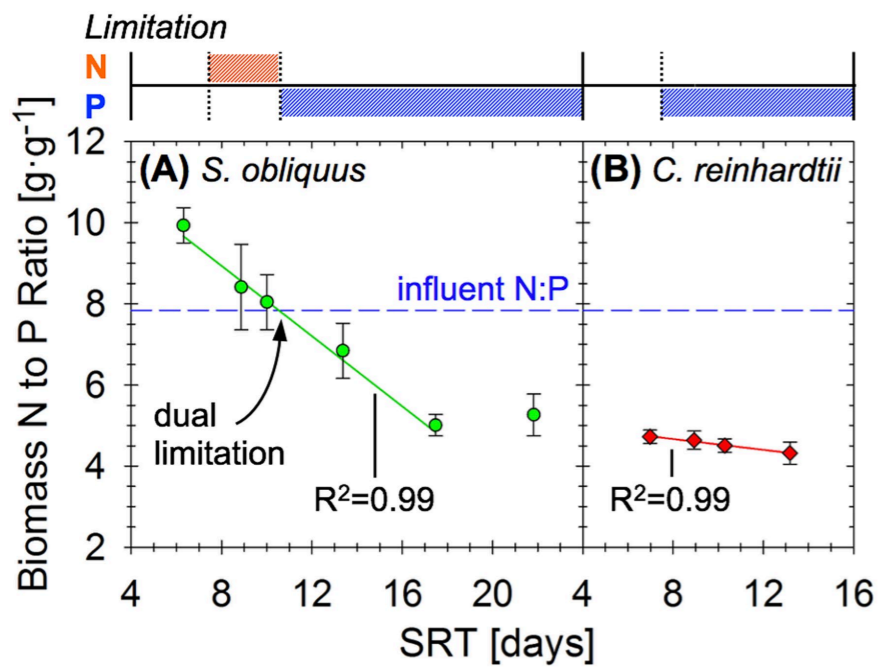 Limitation
N
P
(A) S. obliquus
(B) C. reinhardtii
influent N:P
dual
limitation
R²=0.99
R²=0.99
Biomass N to P Ratio [g·g⁻¹]
12
10
8
6
4
2
4 8 12 16 20 4 8 12 16
SRT [days]